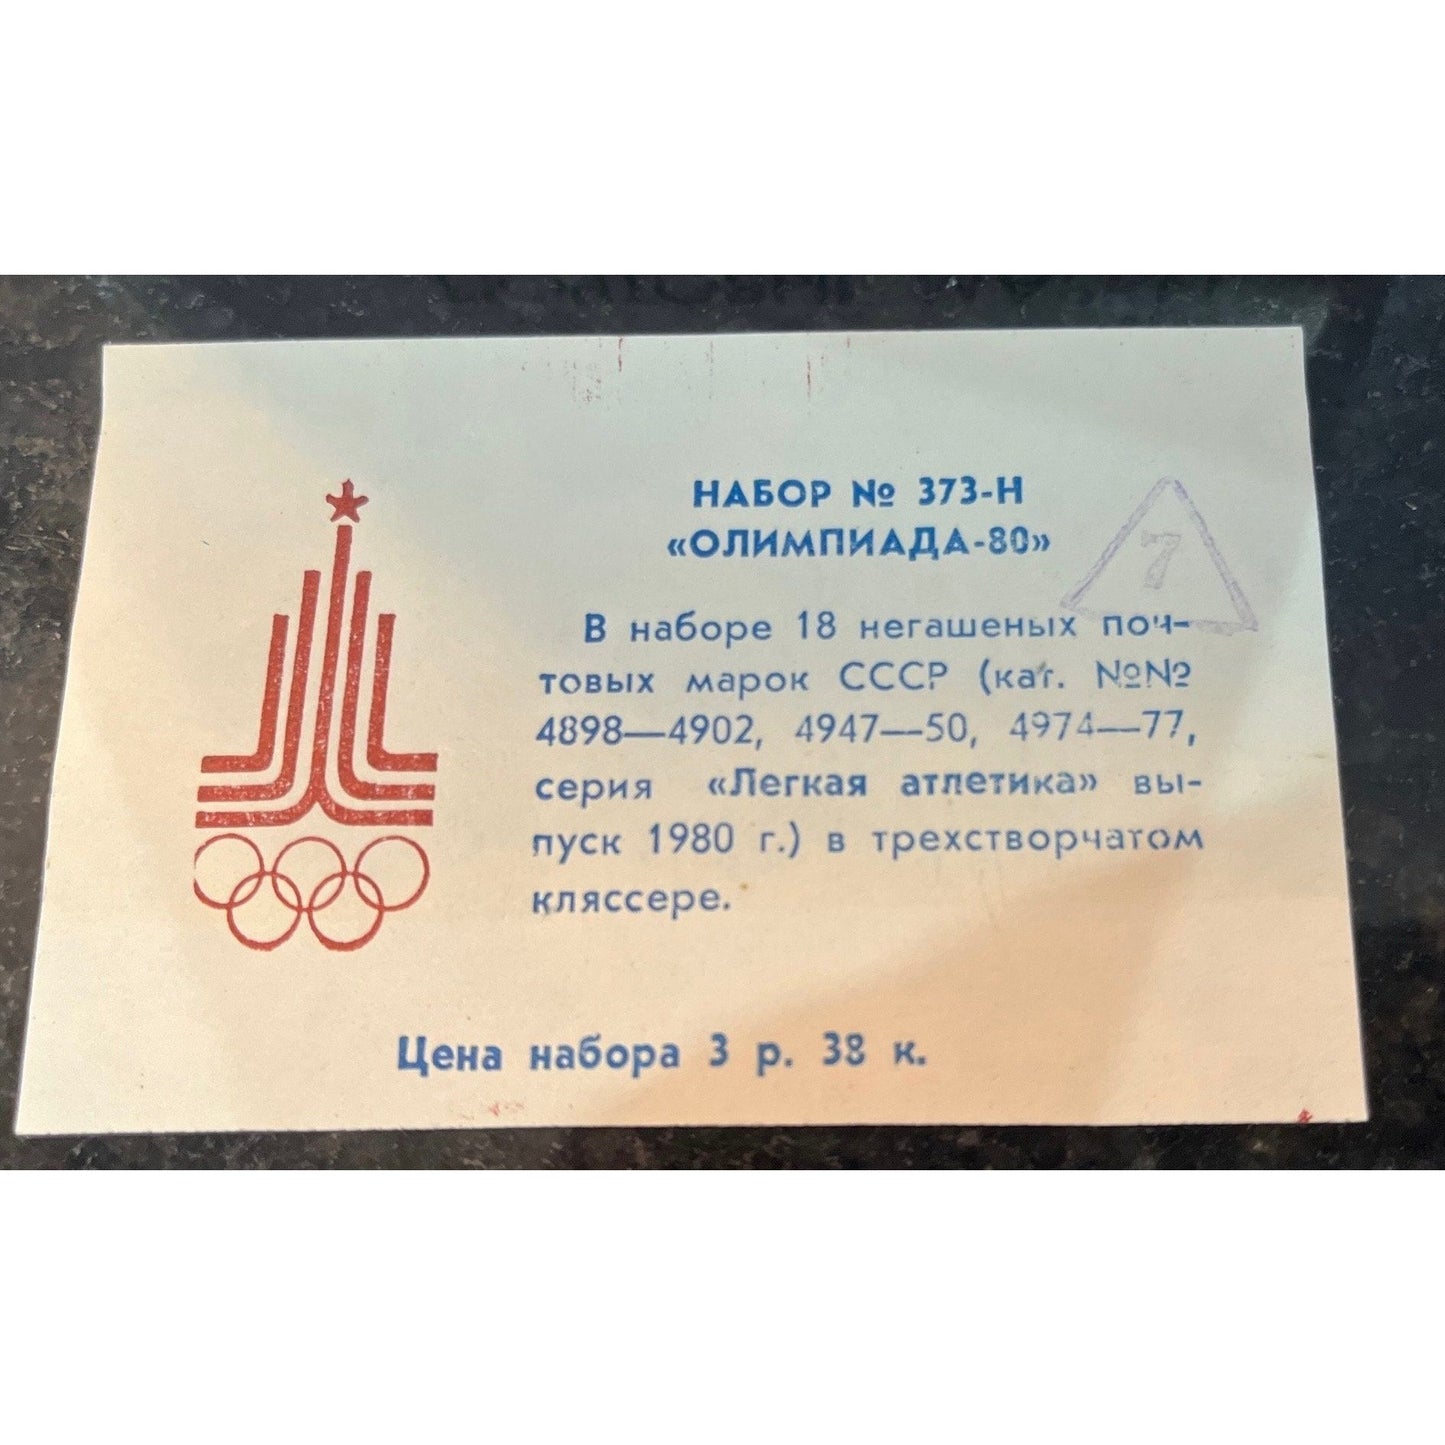 НАБОР № 373-Н
«ОЛИМПИАДА-80»
7
В наборе 18 негашеных поч-
товых марок СССР (кат. №№
4898—4902, 4947—50, 4974—77,
серия «Легкая атлетика» вы-
пуск 1980 г.) в трехстворчатом
кляссере.
Цена набора 3 р. 38 к.